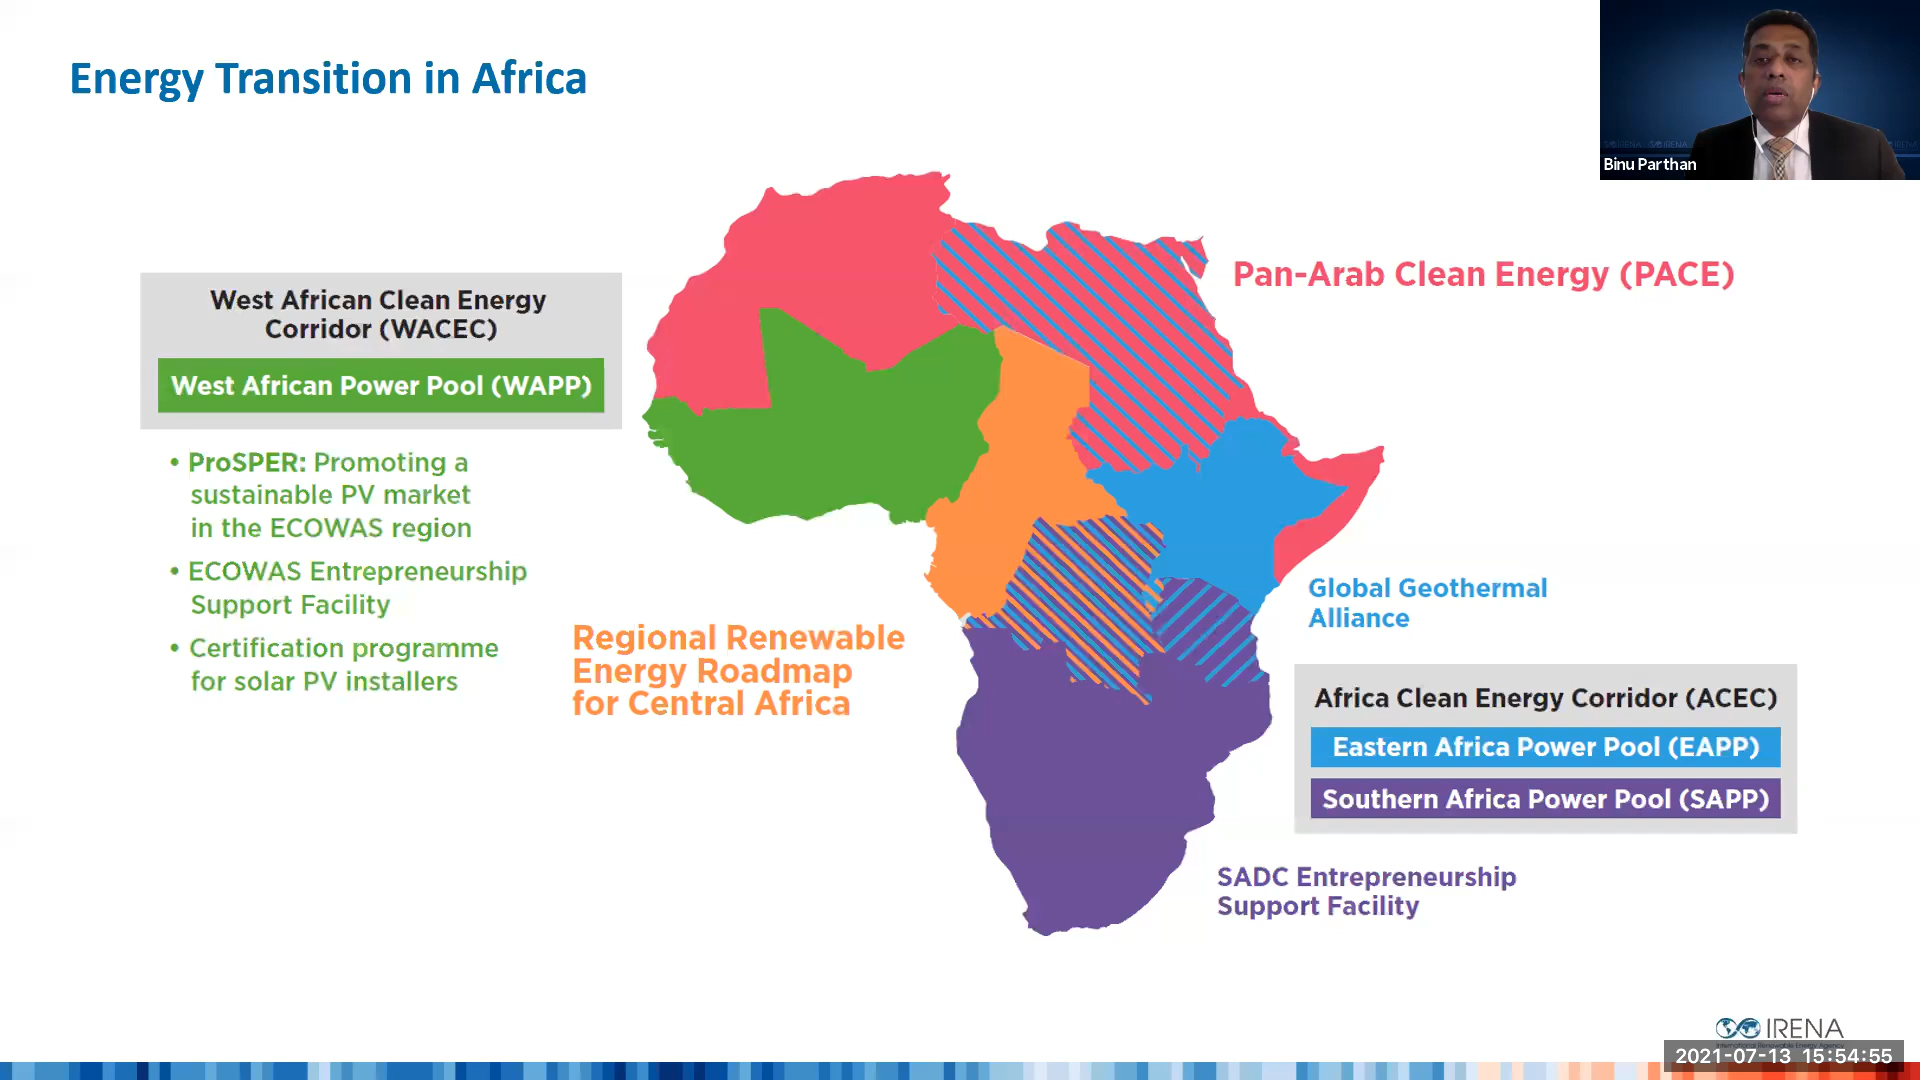 Energy Transition in Africa
Binu Parthan
Pan-Arab Clean Energy (PACE)
West African Clean Energy
Corridor (WACEC)
West African Power Pool (WAPP)
• ProSPER: Promoting a
sustainable PV market
in the ECOWAS region
• ECOWAS Entrepreneurship
Support Facility
• Certification programme
for solar PV installers
Regional Renewable
Energy Roadmap
for Central Africa
Global Geothermal
Alliance
Africa Clean Energy Corridor (ACEC)
Eastern Africa Power Pool (EAPP)
Southern Africa Power Pool (SAPP)
SADC Entrepreneurship
Support Facility
IRENA
International Renewable Energy Agency
2021-07-13 15:54:55